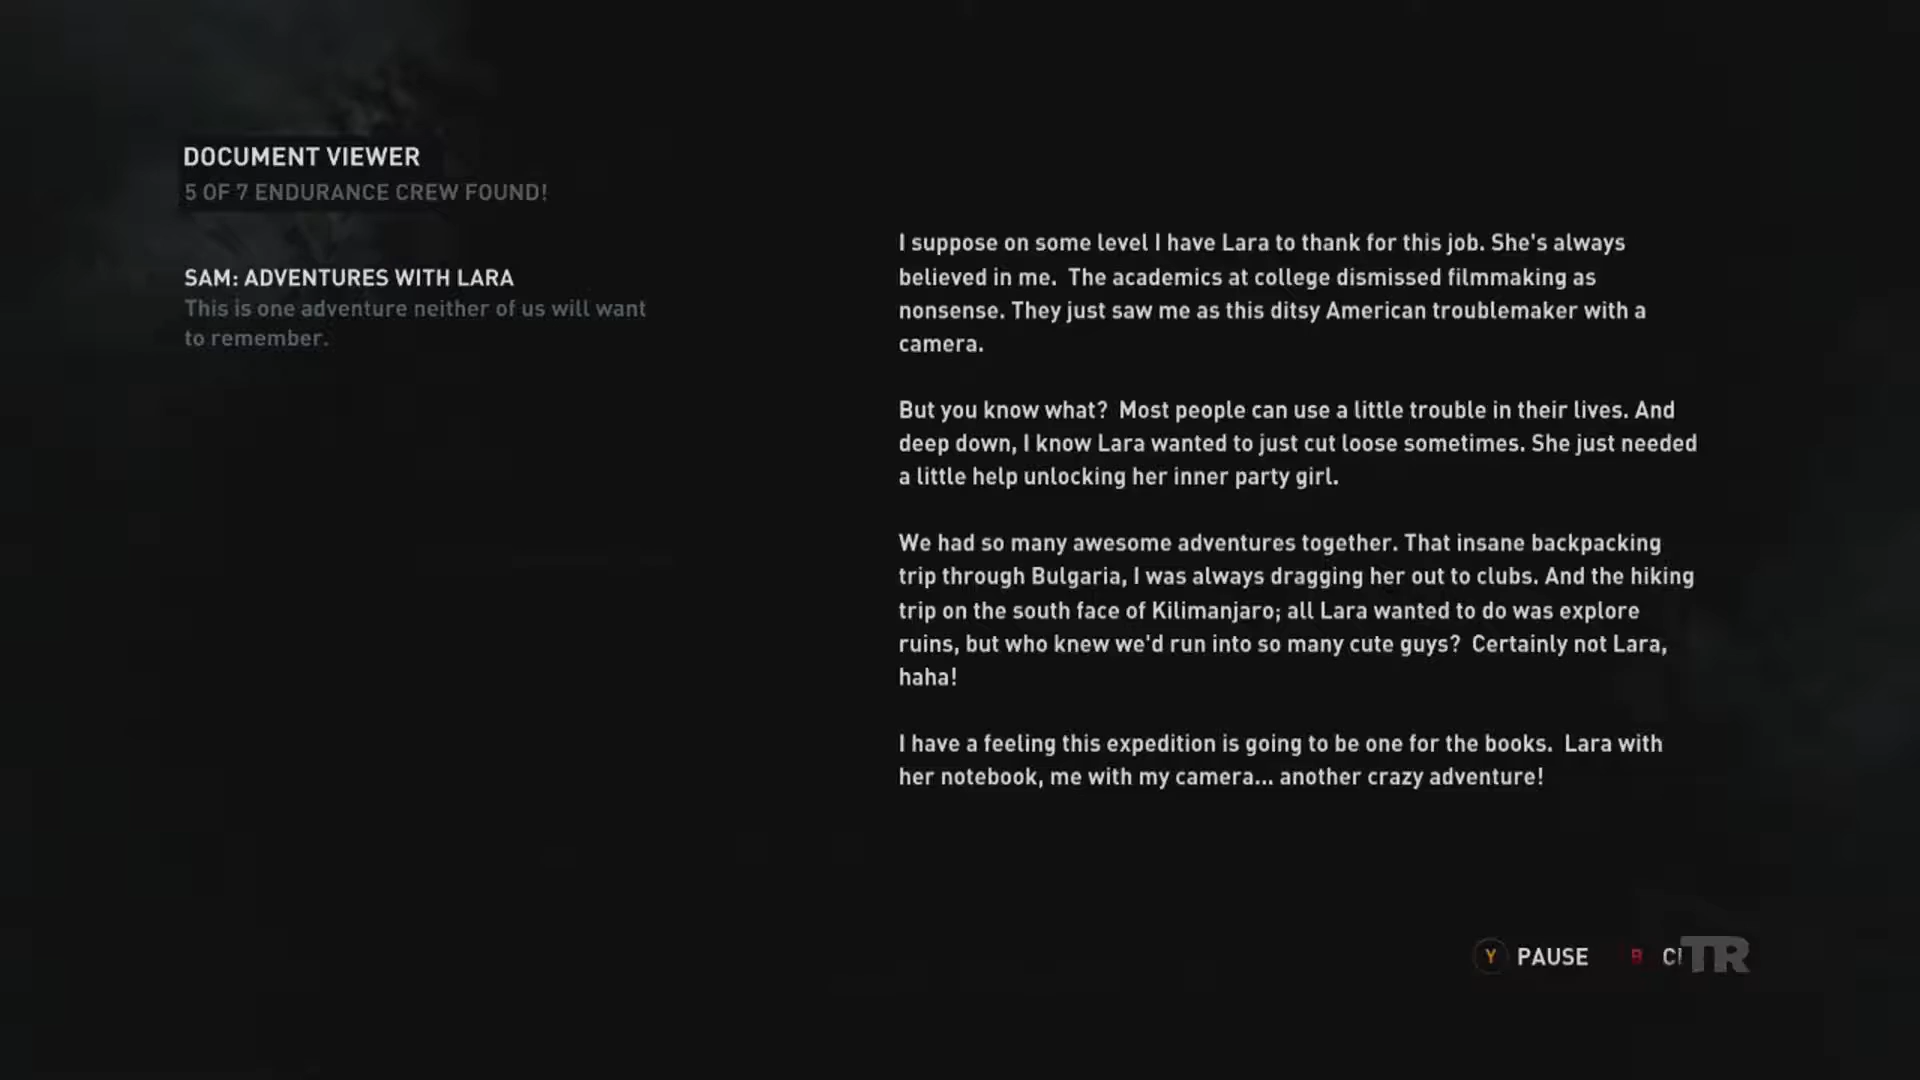 DOCUMENT VIEWER
5 OF 7 ENDURANCE CREW FOUND!
SAM: ADVENTURES WITH LARA
This is one adventure neither of us will want
to remember.
I suppose on some level I have Lara to thank for this job. She's always
believed in me.  The academics at college dismissed filmmaking as
nonsense. They just saw me as this ditsy American troublemaker with a
camera.
But you know what?  Most people can use a little trouble in their lives. And
deep down, I know Lara wanted to just cut loose sometimes. She just needed
a little help unlocking her inner party girl.
We had so many awesome adventures together. That insane backpacking
trip through Bulgaria, I was always dragging her out to clubs. And the hiking
trip on the south face of Kilimanjaro; all Lara wanted to do was explore
ruins, but who knew we'd run into so many cute guys?  Certainly not Lara,
haha!
I have a feeling this expedition is going to be one for the books.  Lara with
her notebook, me with my camera... another crazy adventure!
Y PAUSE B TR